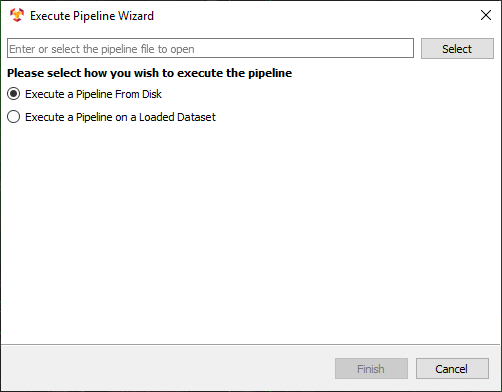 Execute Pipeline Wizard
Enter or select the pipeline file to open
Select
Please select how you wish to execute the pipeline
Execute a Pipeline From Disk
Execute a Pipeline on a Loaded Dataset
Finish
Cancel